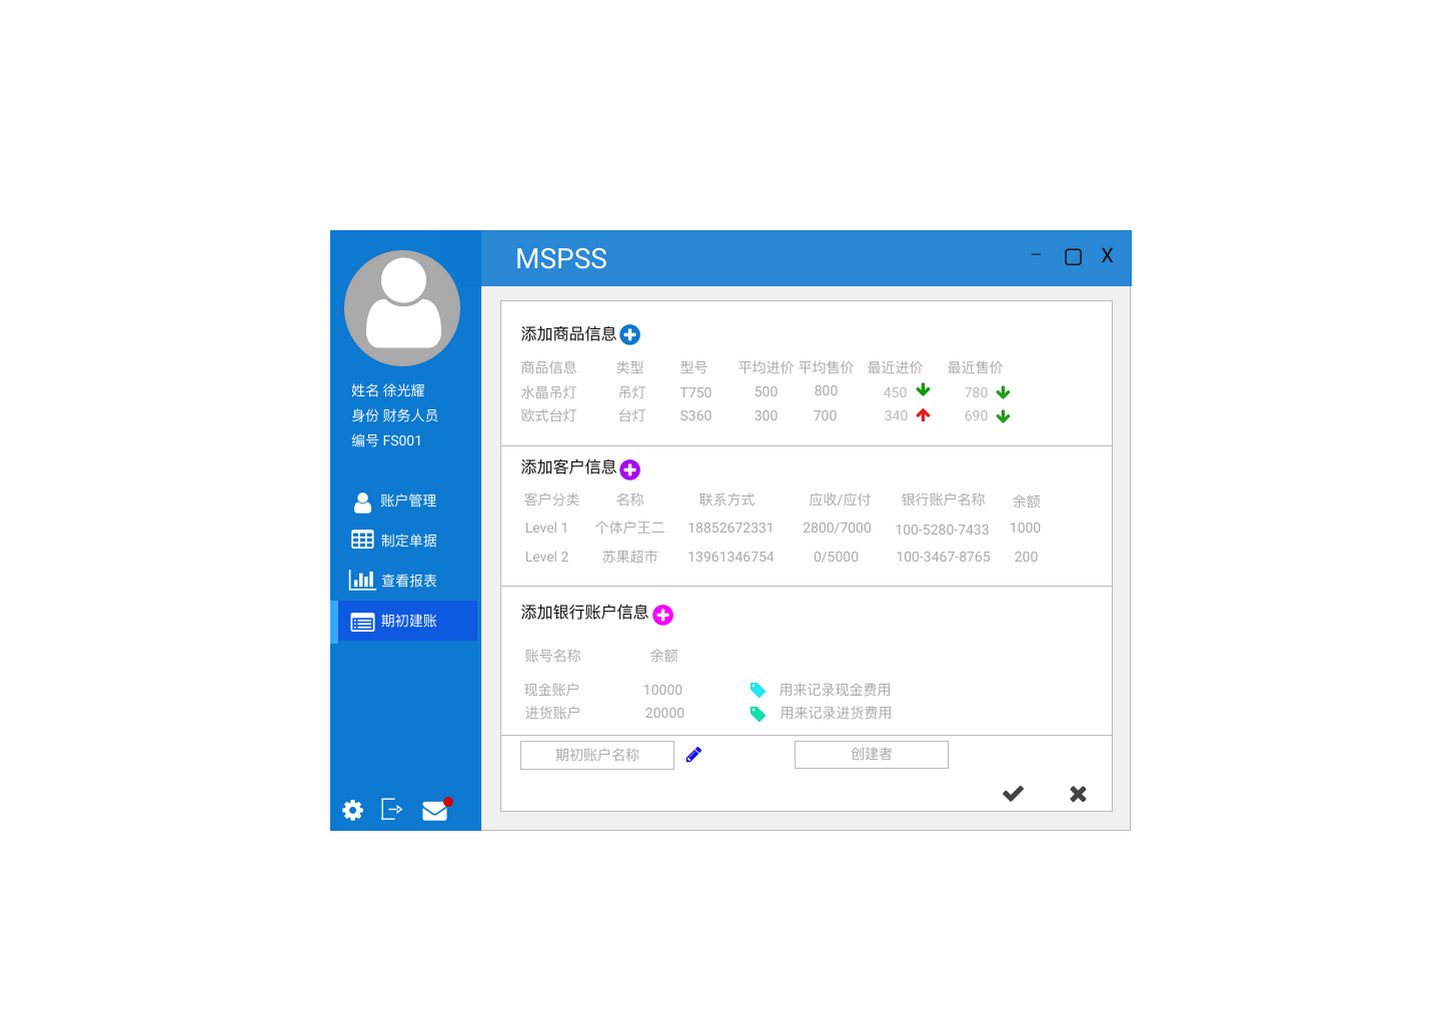 MSPSS
X
姓名 徐光耀
身份 财务人员
编号 FS001
账户管理
制定单据
查看报表
期初建账
添加商品信息
商品信息 类型 型号 平均进价 平均售价 最近进价 最近售价
水晶吊灯 吊灯 T750 500 800 450 780
欧式台灯 台灯 S360 300 700 340 690
添加客户信息
客户分类 名称 联系方式 应收/应付 银行账户名称 余额
Level 1 个体户王二 18852672331 2800/7000 100-5280-7433 1000
Level 2 苏果超市 13961346754 0/5000 100-3467-8765 200
添加银行账户信息
账号名称 余额
现金账户 10000 用来记录现金费用
进货账户 20000 用来记录进货费用
期初账户名称 创建者